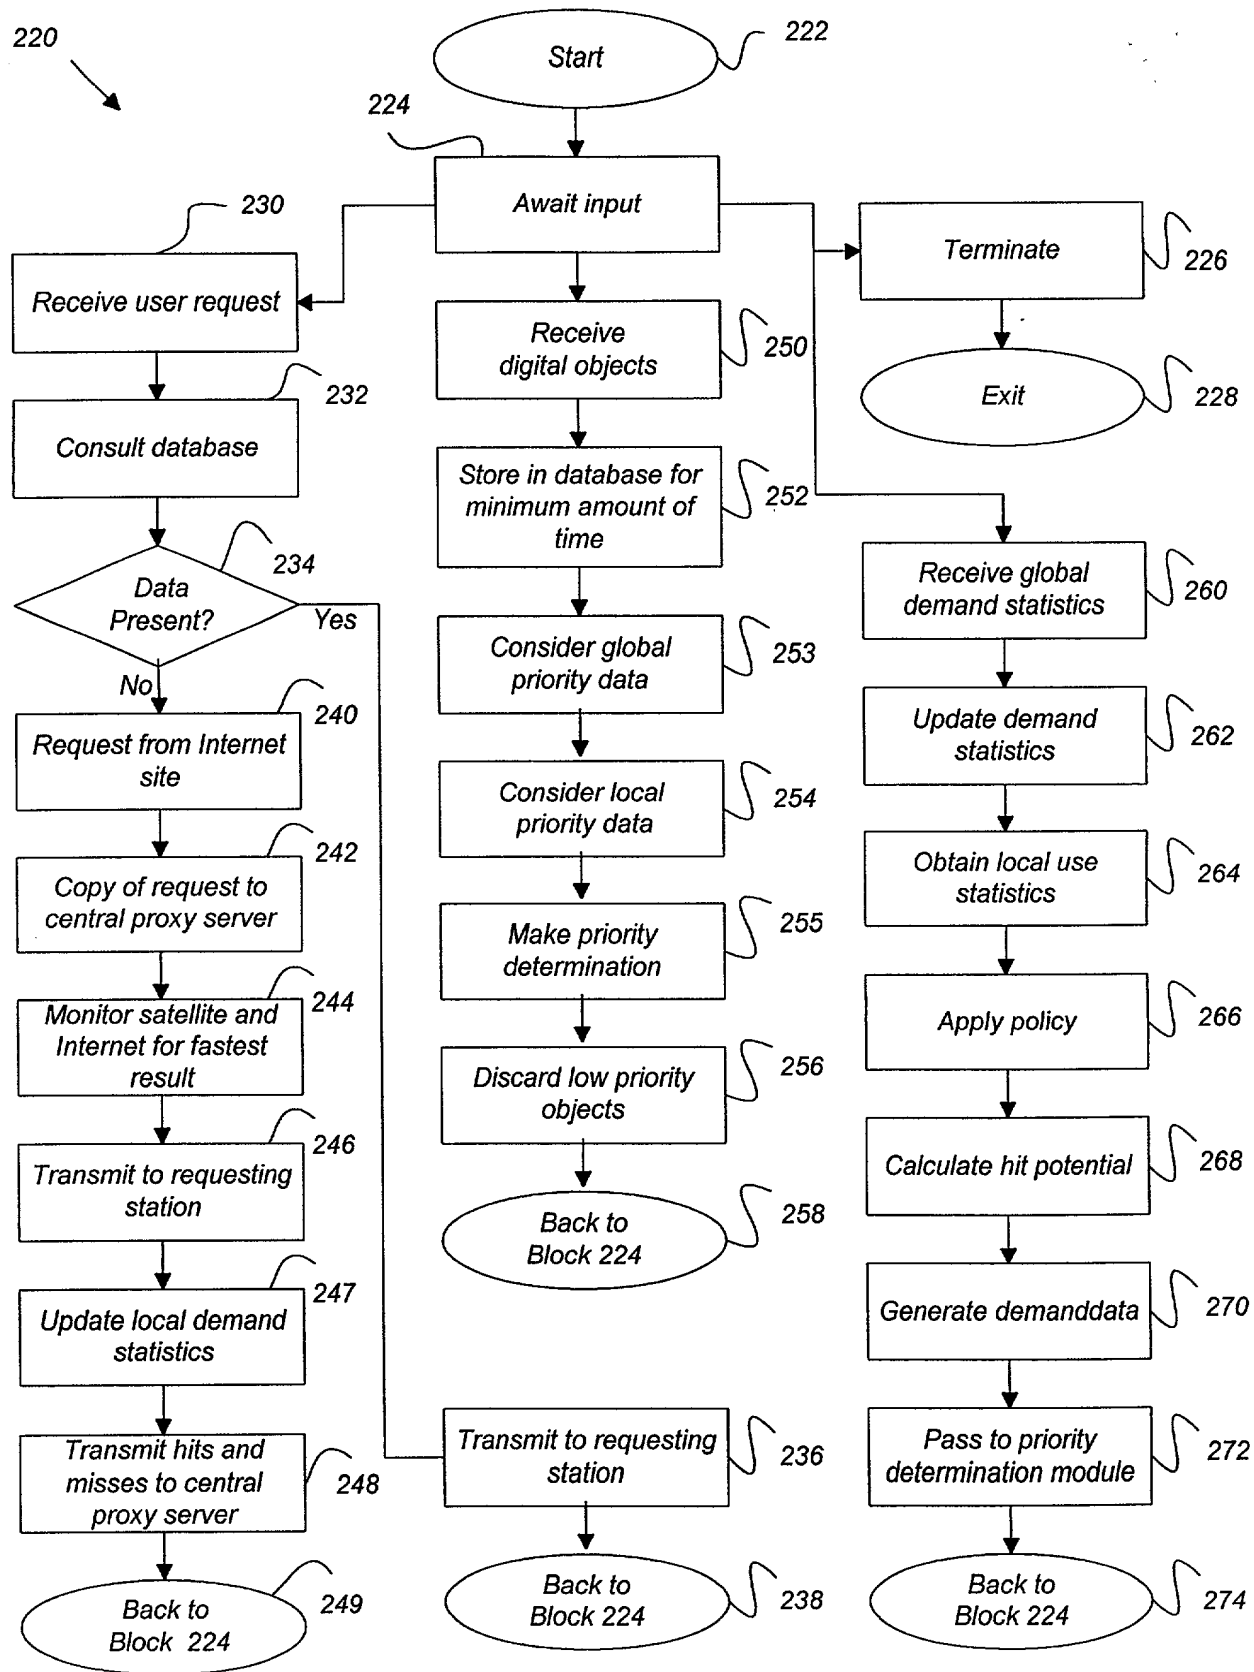 220
Start
222
224
Await input
230
Receive user request
Terminate
226
Receive
digital objects
250
Exit
228
232
Consult database
Store in database for
minimum amount of
time
252
234
Data
Present?
Yes
No
Receive global
demand statistics
260
Consider global
priority data
253
240
Request from Internet
site
Update demand
statistics
262
Consider local
priority data
254
242
Copy of request to
central proxy server
Obtain local use
statistics
264
Make priority
determination
255
244
Monitor satellite and
Internet for fastest
result
Apply policy
266
Discard low priority
objects
256
246
Transmit to requesting
station
Calculate hit potential
268
Back to
Block 224
258
247
Update local demand
statistics
Generate demanddata
270
Transmit hits and
misses to central
proxy server
248
Transmit to requesting
station
236
Pass to priority
determination module
272
Back to
Block 224
249
Back to
Block 224
238
Back to
Block 224
274